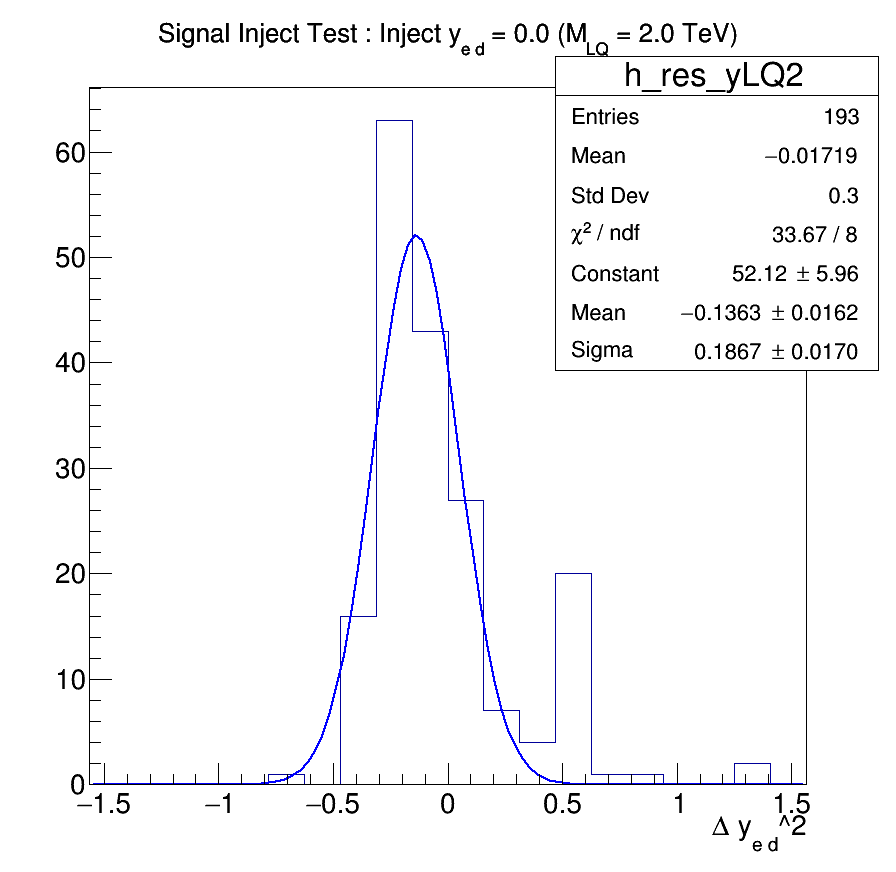 Signal Inject Test : Inject y_{e d} = 0.0 (M_{LQ} = 2.0 TeV)
h_res_yLQ2
Entries 193
Mean −0.01719
Std Dev 0.3
χ² / ndf 33.67 / 8
Constant 52.12 ± 5.96
Mean −0.1363 ± 0.0162
Sigma 0.1867 ± 0.0170
60
50
40
30
20
10
0
−1.5 −1 −0.5 0 0.5 1 1.5
Δ y_{e d}^2